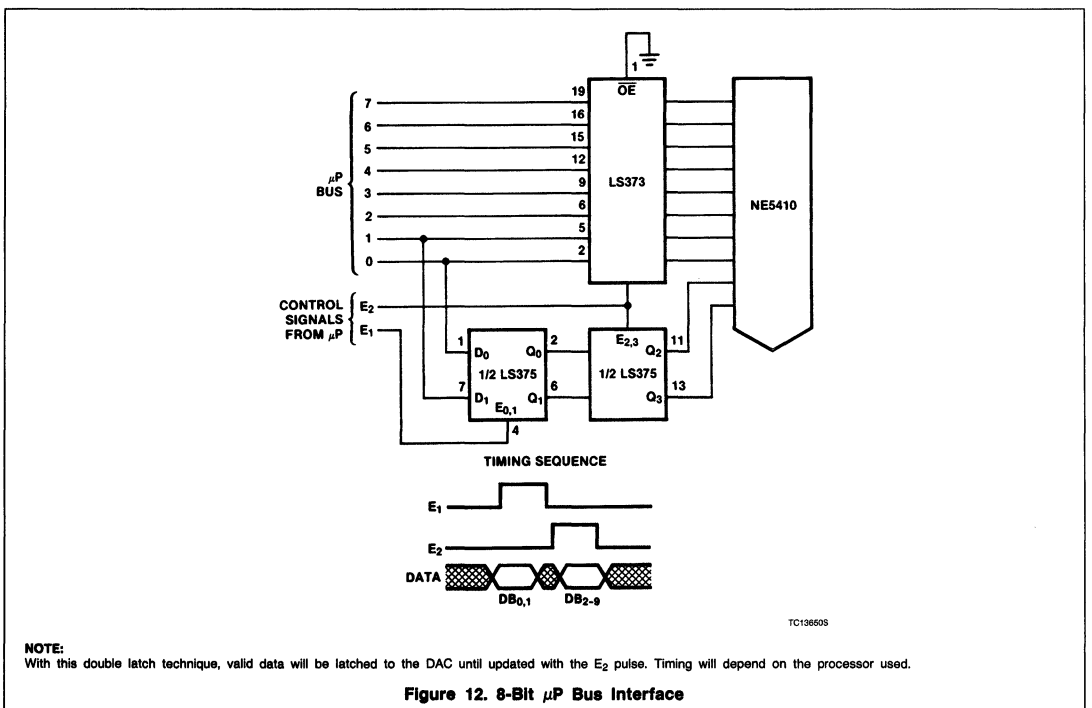 1
OE
19
7
16
6
15
5
12
4
9
3
6
2
5
1
2
0
μP
BUS
LS373
NE5410
CONTROL
SIGNALS
FROM μP
E2
E1
1
D0
Q0
2
1/2 LS375
7
D1
Q1
6
E0,1
4
E2,3
11
Q2
1/2 LS375
13
Q3
TIMING SEQUENCE
E1
E2
DATA
DB0,1
DB2-9
TC13650S
NOTE:
With this double latch technique, valid data will be latched to the DAC until updated with the E2 pulse. Timing will depend on the processor used.
Figure 12. 8-Bit μP Bus Interface